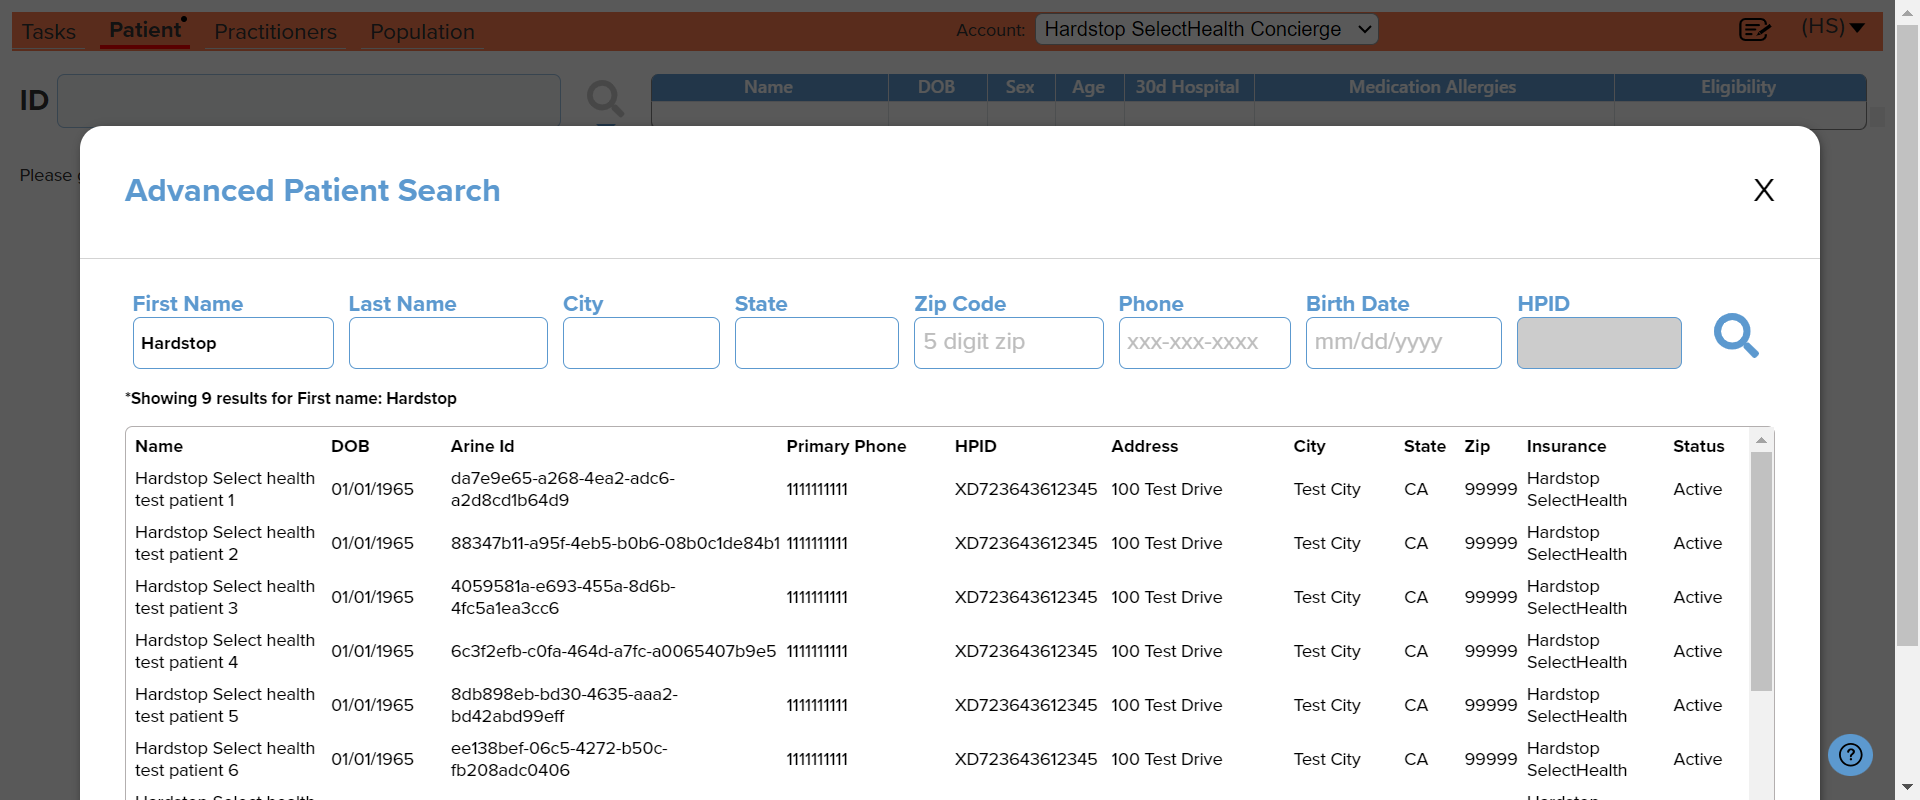 Tasks Patient Practitioners Population Account: Hardstop SelectHealth Concierge (HS)
ID
Name DOB Sex Age 30d Hospital Medication Allergies Eligibility
Please
Advanced Patient Search X
First Name Last Name City State Zip Code Phone Birth Date HPID
Hardstop 5 digit zip xxx-xxx-xxxx mm/dd/yyyy
*Showing 9 results for First name: Hardstop
Name DOB Arine Id Primary Phone HPID Address City State Zip Insurance Status
Hardstop Select health da7e9e65-a268-4ea2-adc6- Hardstop
test patient 1 01/01/1965 a2d8cd1b64d9 1111111111 XD723643612345 100 Test Drive Test City CA 99999 SelectHealth Active
Hardstop Select health Hardstop
test patient 2 01/01/1965 88347b11-a95f-4eb5-b0b6-08b0c1de84b1 1111111111 XD723643612345 100 Test Drive Test City CA 99999 SelectHealth Active
Hardstop Select health 4059581a-e693-455a-8d6b- Hardstop
test patient 3 01/01/1965 4fc5a1ea3cc6 1111111111 XD723643612345 100 Test Drive Test City CA 99999 SelectHealth Active
Hardstop Select health Hardstop
test patient 4 01/01/1965 6c3f2efb-c0fa-464d-a7fc-a0065407b9e5 1111111111 XD723643612345 100 Test Drive Test City CA 99999 SelectHealth Active
Hardstop Select health 8db898eb-bd30-4635-aaa2- Hardstop
test patient 5 01/01/1965 bd42abd99eff 1111111111 XD723643612345 100 Test Drive Test City CA 99999 SelectHealth Active
Hardstop Select health ee138bef-06c5-4272-b50c- Hardstop
test patient 6 01/01/1965 fb208adc0406 1111111111 XD723643612345 100 Test Drive Test City CA 99999 SelectHealth Active